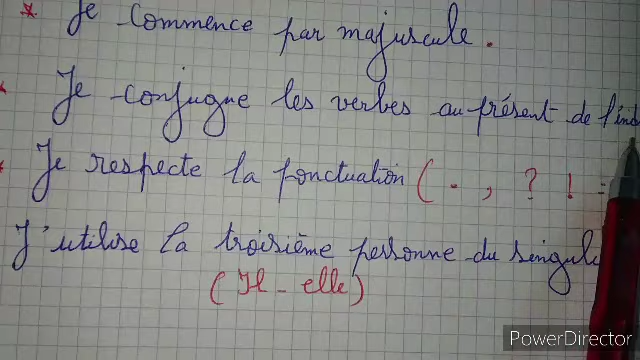 * Je commence par majuscule.
* Je conjugue les verbes au présent de l'ind
* Je respecte la ponctuation ( . , ? !
J'utilise la troisième personne du singul
(Il - elle)
PowerDirector